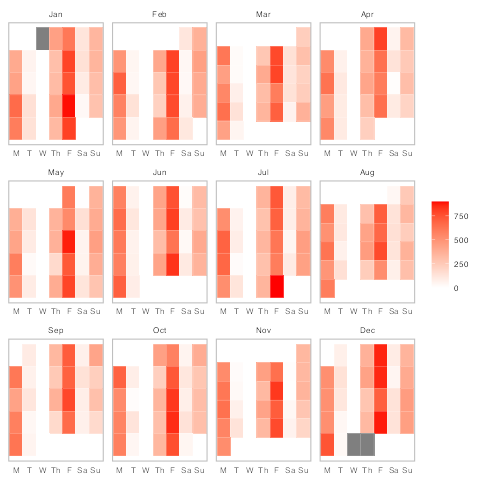 Jan Feb Mar Apr
M T W Th F Sa Su M T W Th F Sa Su M T W Th F Sa Su M T W Th F Sa Su
May Jun Jul Aug
750
500
250
0
M T W Th F Sa Su M T W Th F Sa Su M T W Th F Sa Su M T W Th F Sa Su
Sep Oct Nov Dec
M T W Th F Sa Su M T W Th F Sa Su M T W Th F Sa Su M T W Th F Sa Su